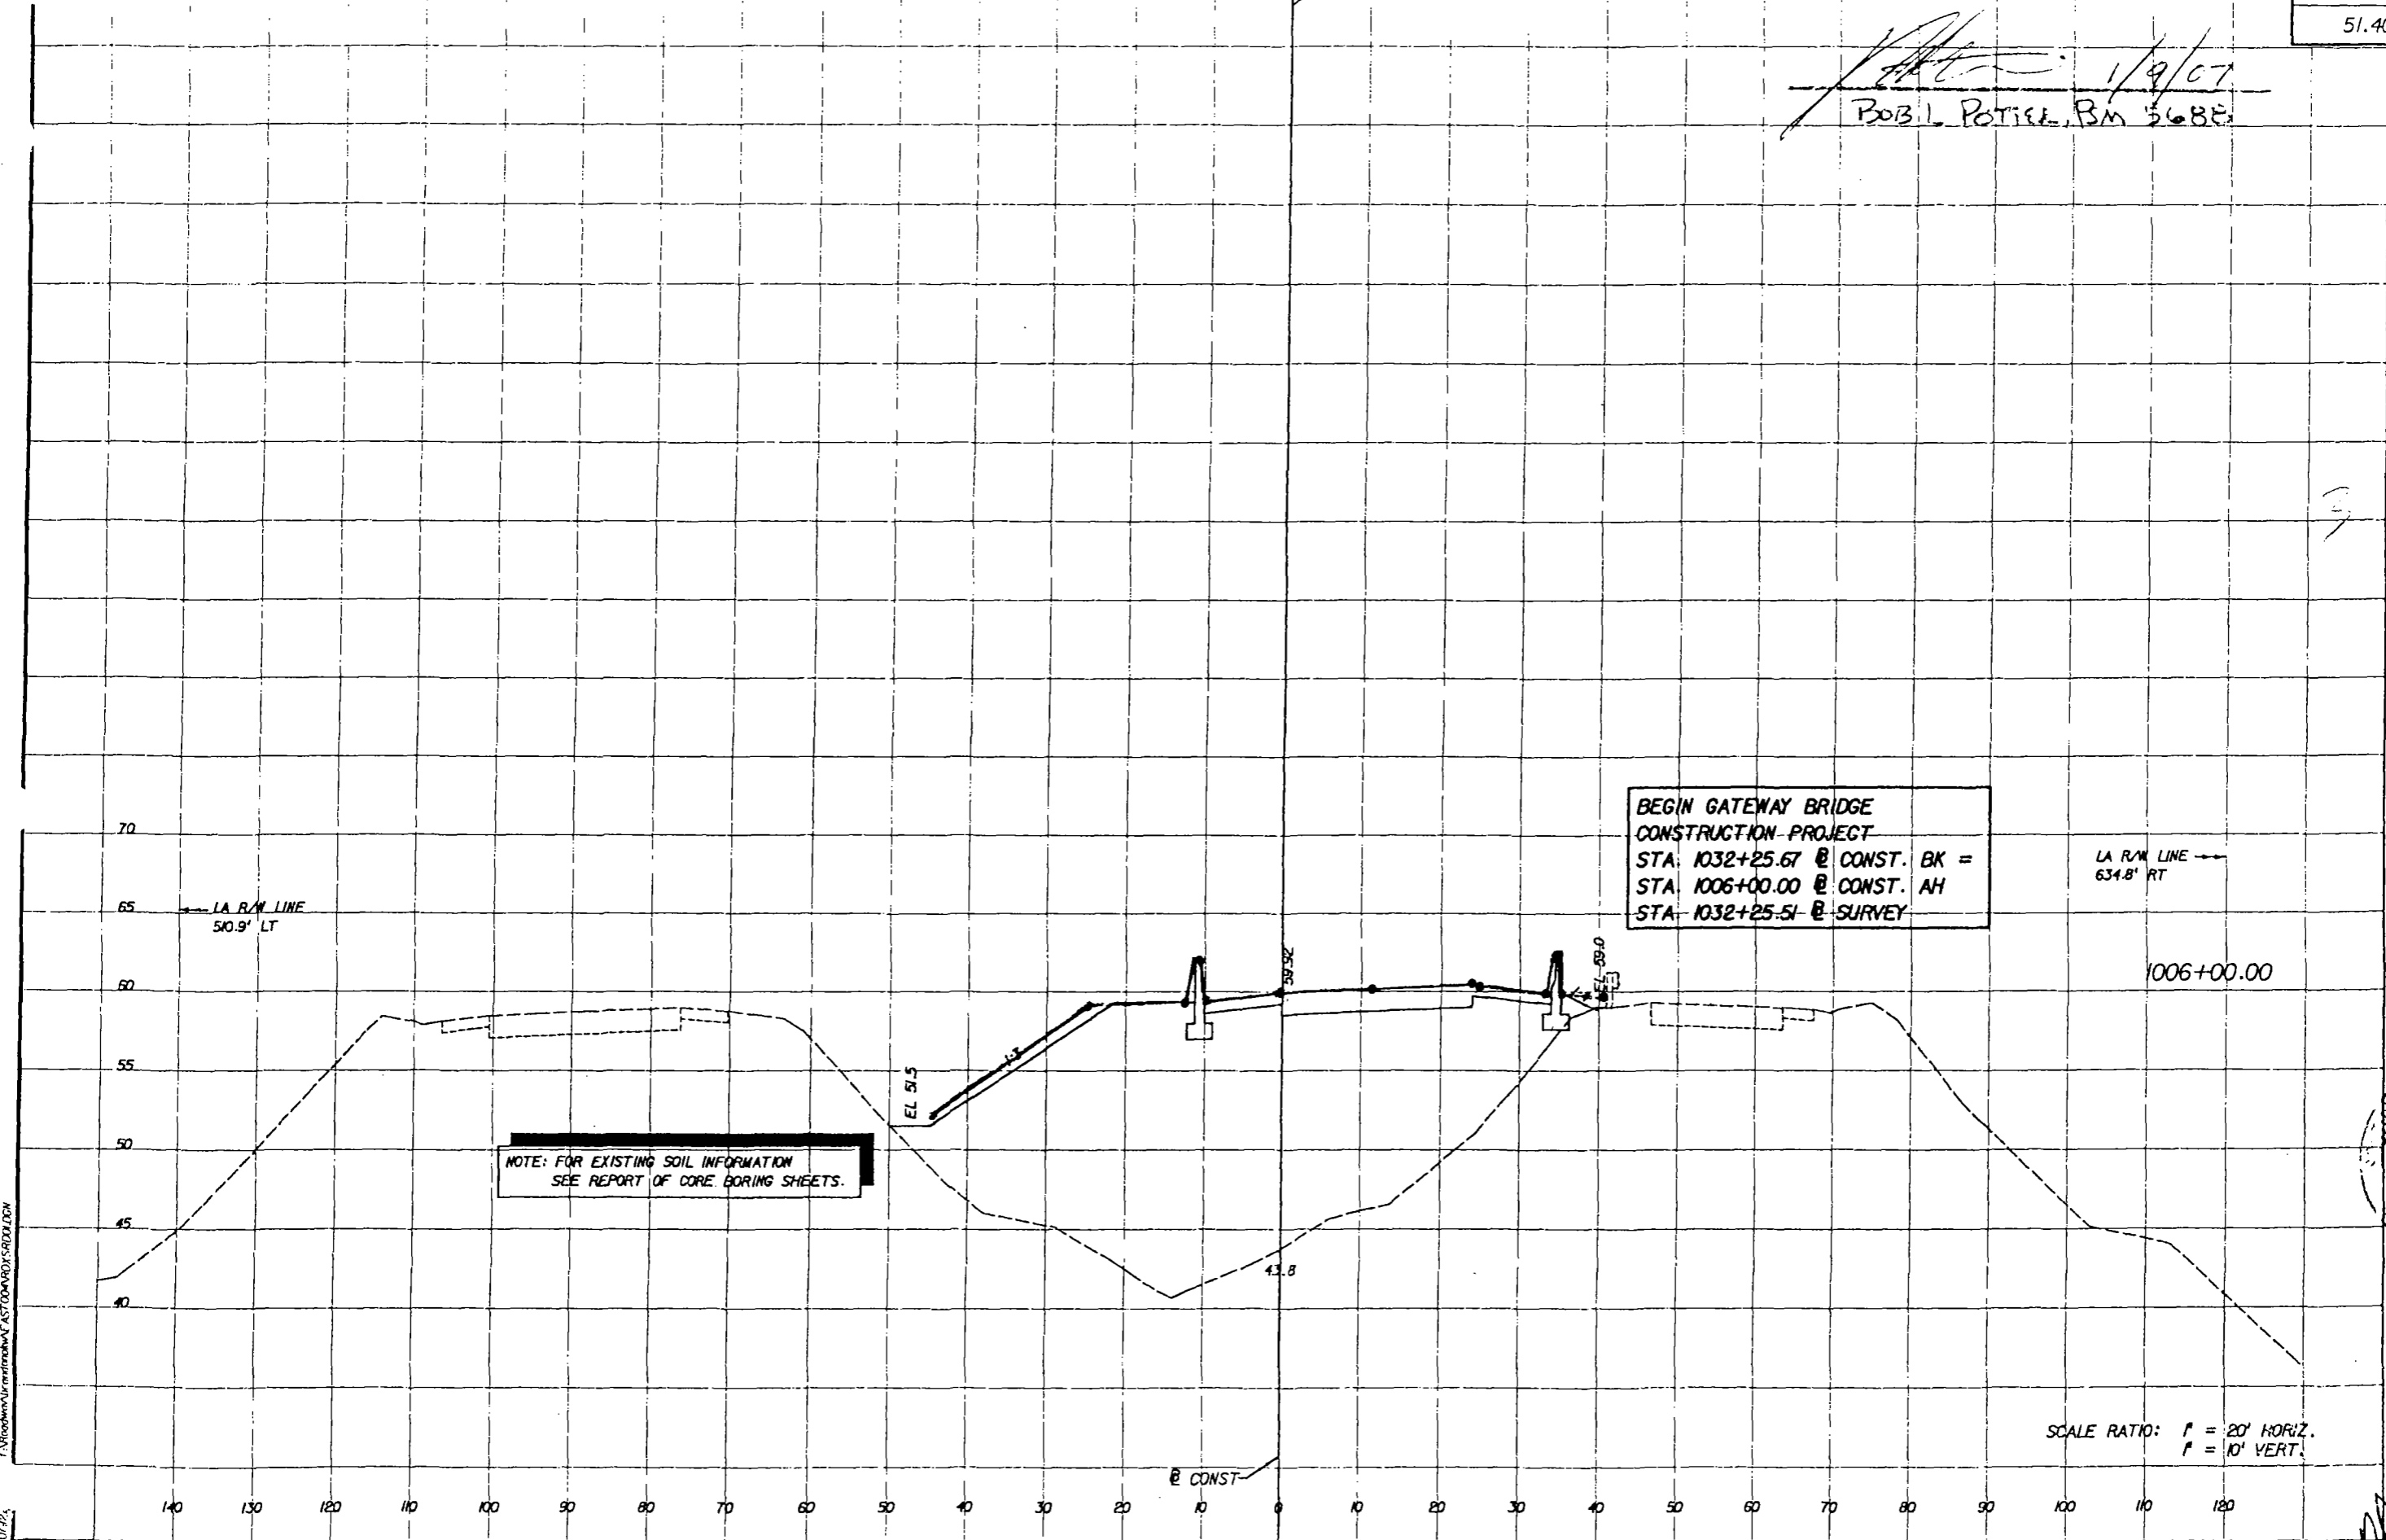 51.40
1/9/07
BOB L POTIER, BM 5688
BEGIN GATEWAY BRIDGE
CONSTRUCTION PROJECT
STA. 1032+25.67 ⅊ CONST. BK =
STA. 1006+00.00 ⅊ CONST. AH
STA. 1032+25.51 ⅊ SURVEY
LA R/W LINE
634.8' RT
LA R/W LINE
510.9' LT
1006+00.00
70
65
60
55
50
45
40
59.92
EL 59.0
EL 51.5
1:3
43.8
NOTE: FOR EXISTING SOIL INFORMATION
SEE REPORT OF CORE BORING SHEETS.
SCALE RATIO: 1" = 20' HORIZ.
1" = 10' VERT.
⅊ CONST
140 130 120 110 100 90 80 70 60 50 40 30 20 10 0 10 20 30 40 50 60 70 80 90 100 110 120